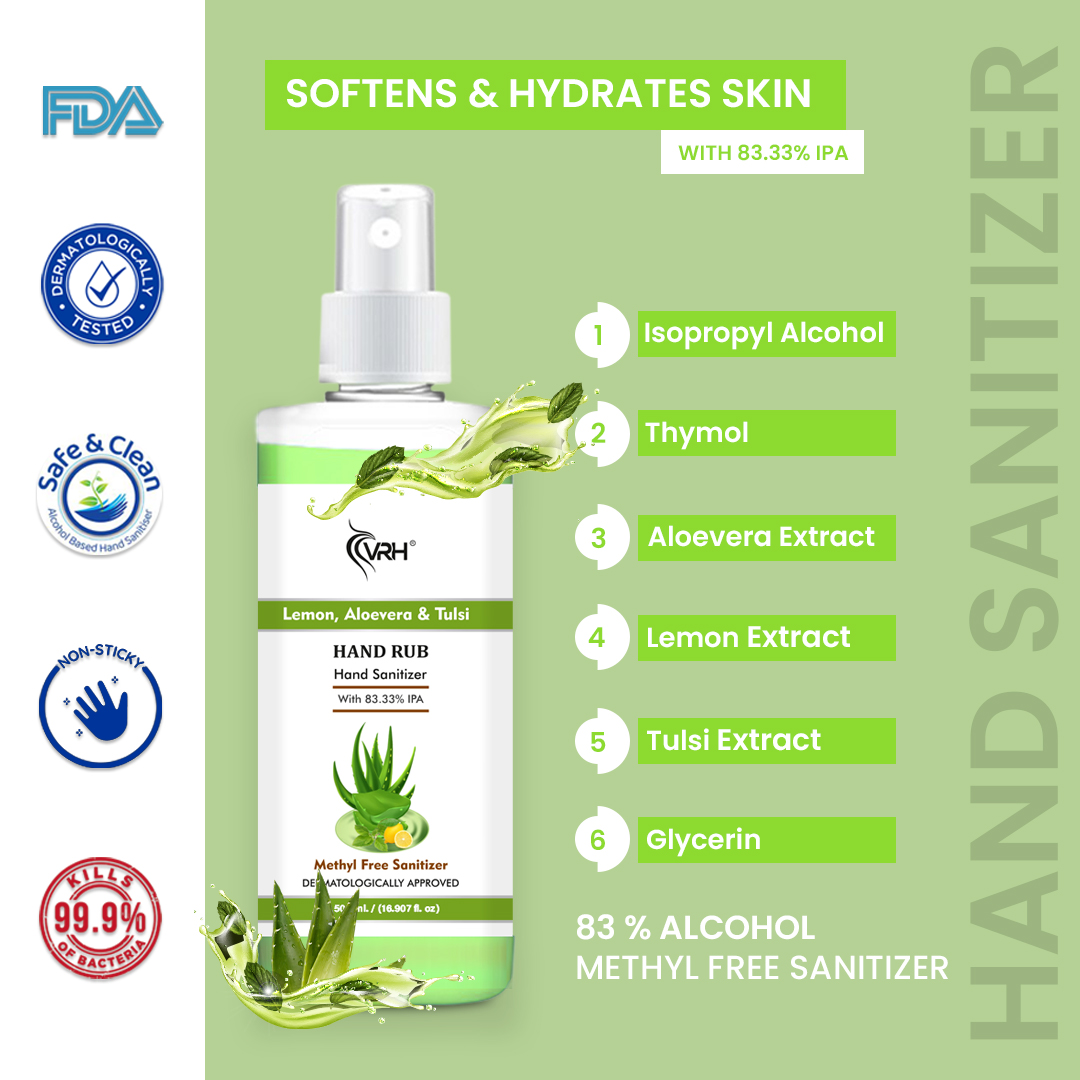 FDA
DERMATOLOGICALLY
TESTED
Safe & Clean
Alcohol Based Hand Sanitiser
NON-STICKY
KILLS
99.9%
OF BACTERIA
SOFTENS & HYDRATES SKIN
WITH 83.33% IPA
VRH®
Lemon, Aloevera & Tulsi
HAND RUB
Hand Sanitizer
With 83.33% IPA
Methyl Free Sanitizer
DERMATOLOGICALLY APPROVED
ml. / (16.907 fl. oz)
1 Isopropyl Alcohol
2 Thymol
3 Aloevera Extract
4 Lemon Extract
5 Tulsi Extract
6 Glycerin
83 % ALCOHOL
METHYL FREE SANITIZER
HAND SANITIZER